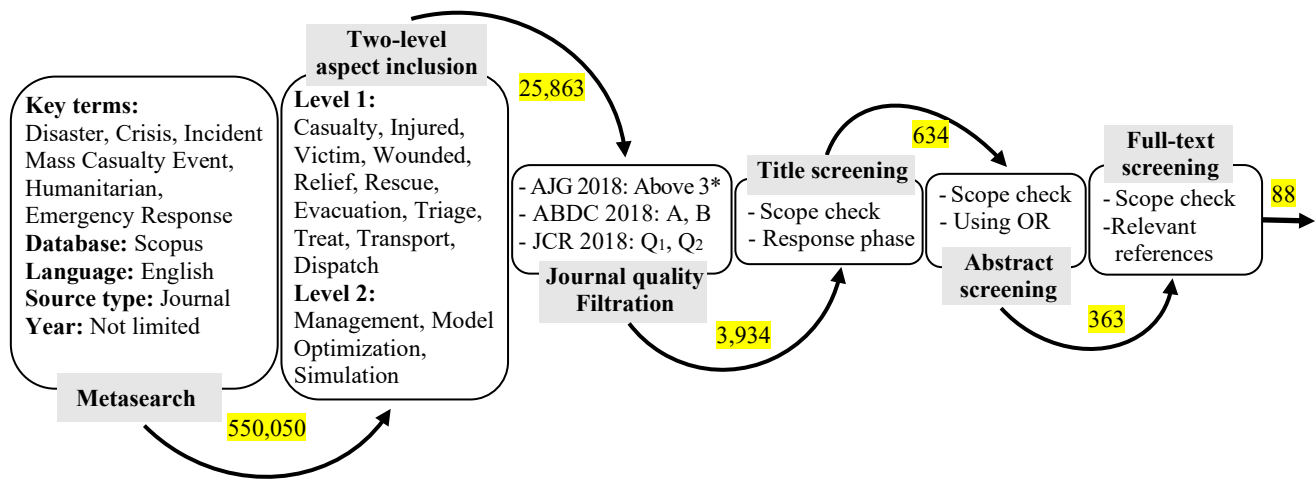 Key terms:
Disaster, Crisis, Incident
Mass Casualty Event,
Humanitarian,
Emergency Response
Database: Scopus
Language: English
Source type: Journal
Year: Not limited
Metasearch
550,050
Two-level
aspect inclusion
Level 1:
Casualty, Injured,
Victim, Wounded,
Relief, Rescue,
Evacuation, Triage,
Treat, Transport,
Dispatch
Level 2:
Management, Model
Optimization,
Simulation
25,863
- AJG 2018: Above 3*
- ABDC 2018: A, B
- JCR 2018: Q1, Q2
Journal quality
Filtration
3,934
Title screening
- Scope check
- Response phase
634
- Scope check
- Using OR
Abstract
screening
363
Full-text
screening
- Scope check
-Relevant
references
88